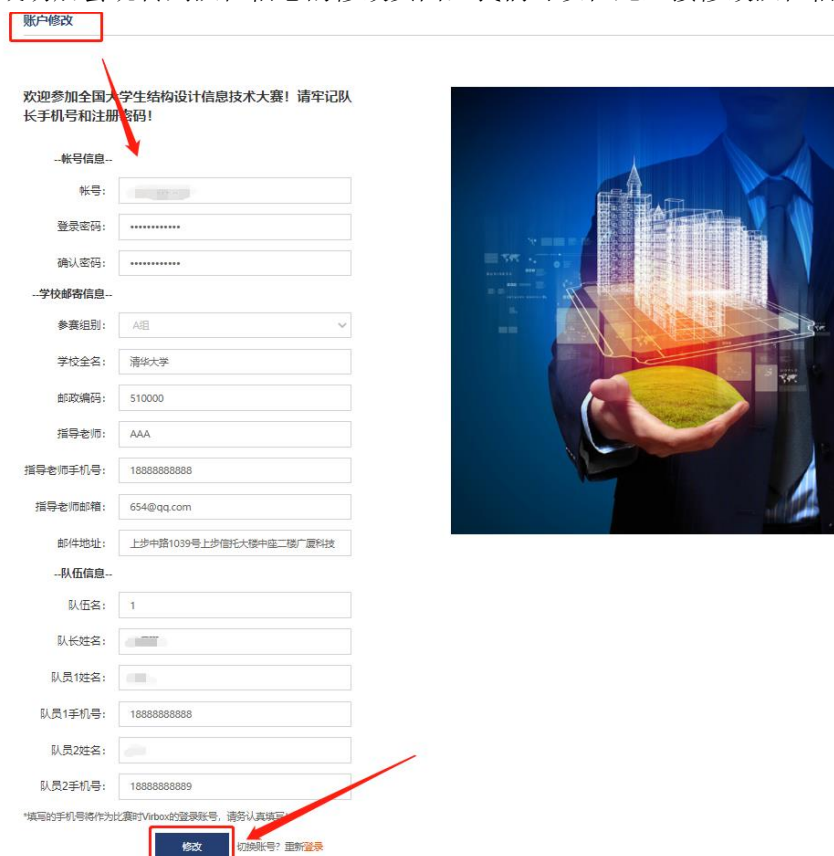 账户修改
欢迎参加全国大学生结构设计信息技术大赛！请牢记队
长手机号和注册密码！
--帐号信息--
帐号：
登录密码： ••••••••••••
确认密码： ••••••••••••
--学校邮寄信息--
参赛组别： A组
学校全名： 清华大学
邮政编码： 510000
指导老师： AAA
指导老师手机号： 18888888888
指导老师邮箱： 654@qq.com
邮件地址： 上步中路1039号上步信托大楼中座二楼广厦科技
--队伍信息--
队伍名： 1
队长姓名：
队员1姓名：
队员1手机号： 18888888888
队员2姓名：
队员2手机号： 18888888889
*填写的手机号将作为比赛时Virbox的登录账号，请务认真填写！
修改 切换账号？重新登录